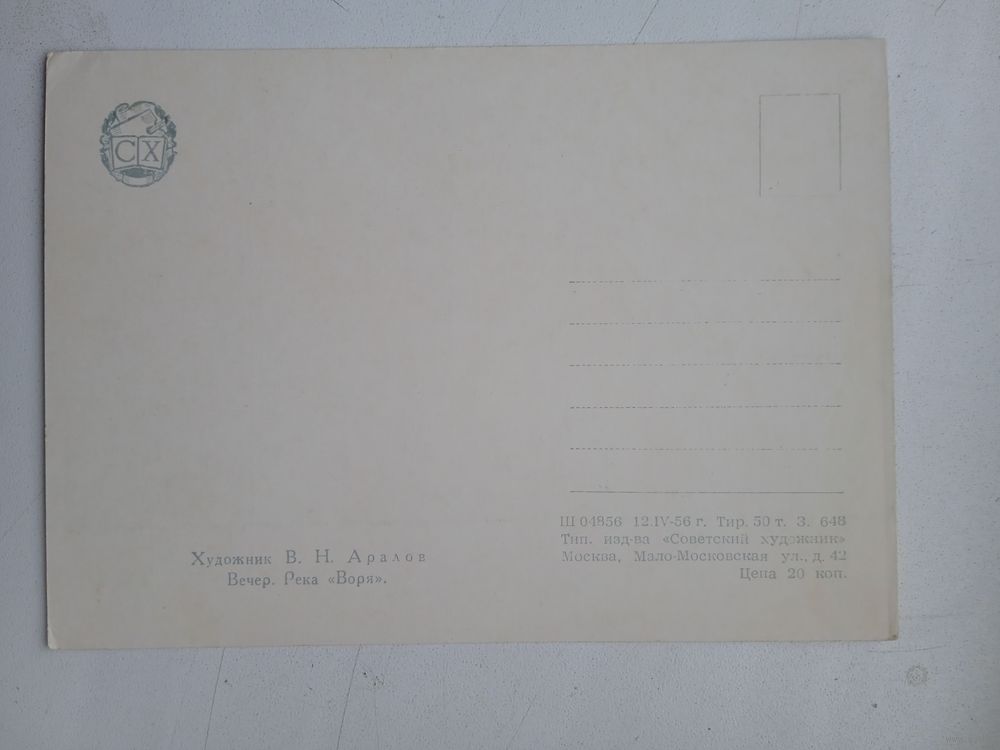 СХ
Художник В. Н. Аралов
Вечер. Река «Воря».
Ш 04856 12.IV-56 г. Тир. 50 т. З. 648
Тип. изд-ва «Советский художник»
Москва, Мало-Московская ул., д. 42
Цена 20 коп.